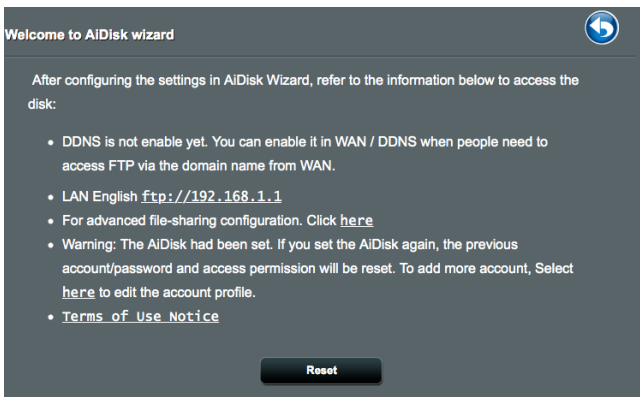 Welcome to AiDisk wizard
After configuring the settings in AiDisk Wizard, refer to the information below to access the
disk:
• DDNS is not enable yet. You can enable it in WAN / DDNS when people need to
access FTP via the domain name from WAN.
• LAN English ftp://192.168.1.1
• For advanced file-sharing configuration. Click here
• Warning: The AiDisk had been set. If you set the AiDisk again, the previous
account/password and access permission will be reset. To add more account, Select
here to edit the account profile.
• Terms of Use Notice
Reset